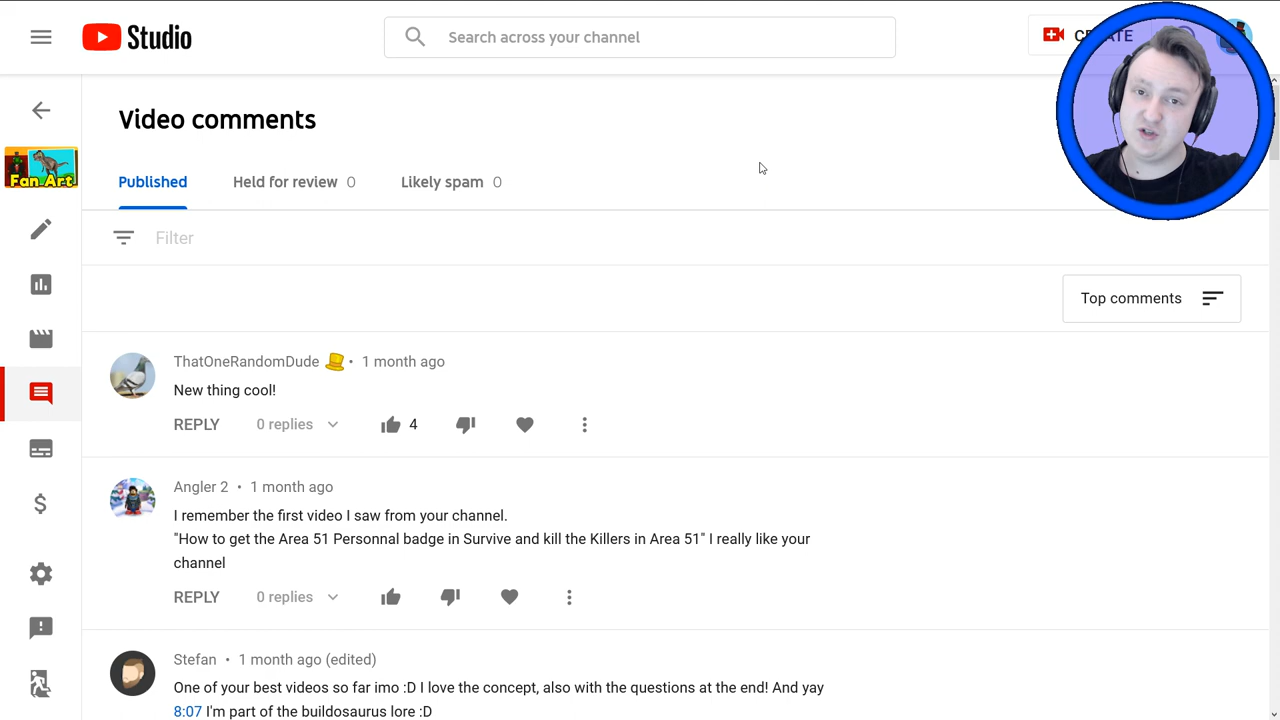 Studio
Search across your channel
CREATE
Video comments
Fan Art
Published
Held for review 0
Likely spam 0
Filter
Top comments
ThatOneRandomDude • 1 month ago
New thing cool!
REPLY
0 replies
4
Angler 2 • 1 month ago
I remember the first video I saw from your channel.
"How to get the Area 51 Personnal badge in Survive and kill the Killers in Area 51" I really like your
channel
REPLY
0 replies
Stefan • 1 month ago (edited)
One of your best videos so far imo :D I love the concept, also with the questions at the end! And yay
8:07 I'm part of the buildosaurus lore :D